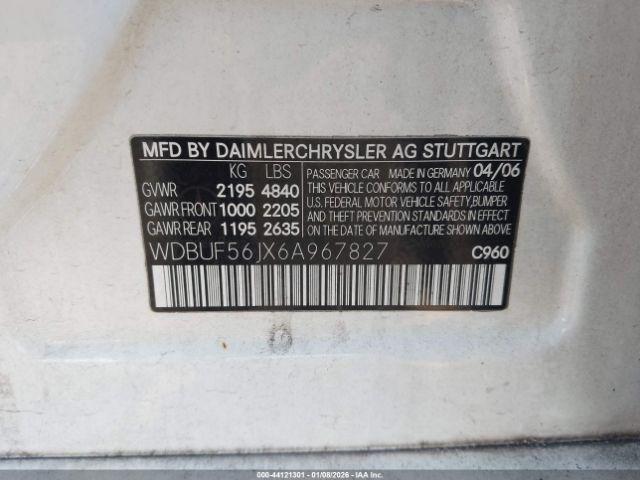 MFD BY DAIMLERCHRYSLER AG STUTTGART
KG LBS PASSENGER CAR MADE IN GERMANY 04/06
GVWR 2195 4840 THIS VEHICLE CONFORMS TO ALL APPLICABLE
GAWR FRONT 1000 2205 U.S. FEDERAL MOTOR VEHICLE SAFETY, BUMPER
GAWR REAR 1195 2635 AND THEFT PREVENTION STANDARDS IN EFFECT
ON THE DATE OF MANUFACTURE SHOWN ABOVE.
WDBUF56JX6A967827 C960
000-44121301 - 01/08/2026 - IAAI.COM